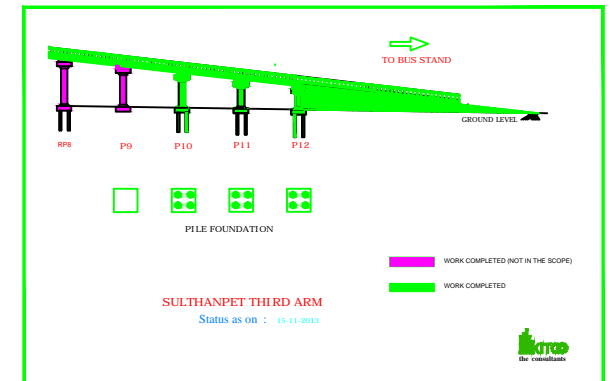 TO BUS STAND
GROUND LEVEL
RP8 P9 P10 P11 P12
PILE FOUNDATION
WORK COMPLETED (NOT IN THE SCOPE)
WORK COMPLETED
SULTHANPET THIRD ARM
Status as on : 15-11-2013
KITCO
the consultants